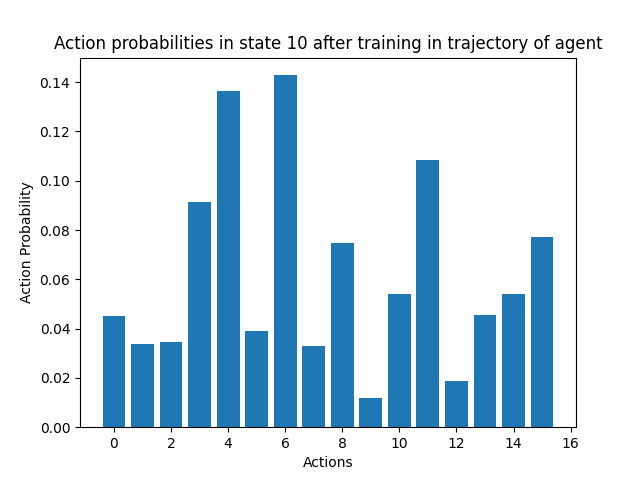 Action probabilities in state 10 after training in trajectory of agent
0.14
0.12
0.10
0.08
0.06
0.04
0.02
0.00
Action Probability
0 2 4 6 8 10 12 14 16
Actions